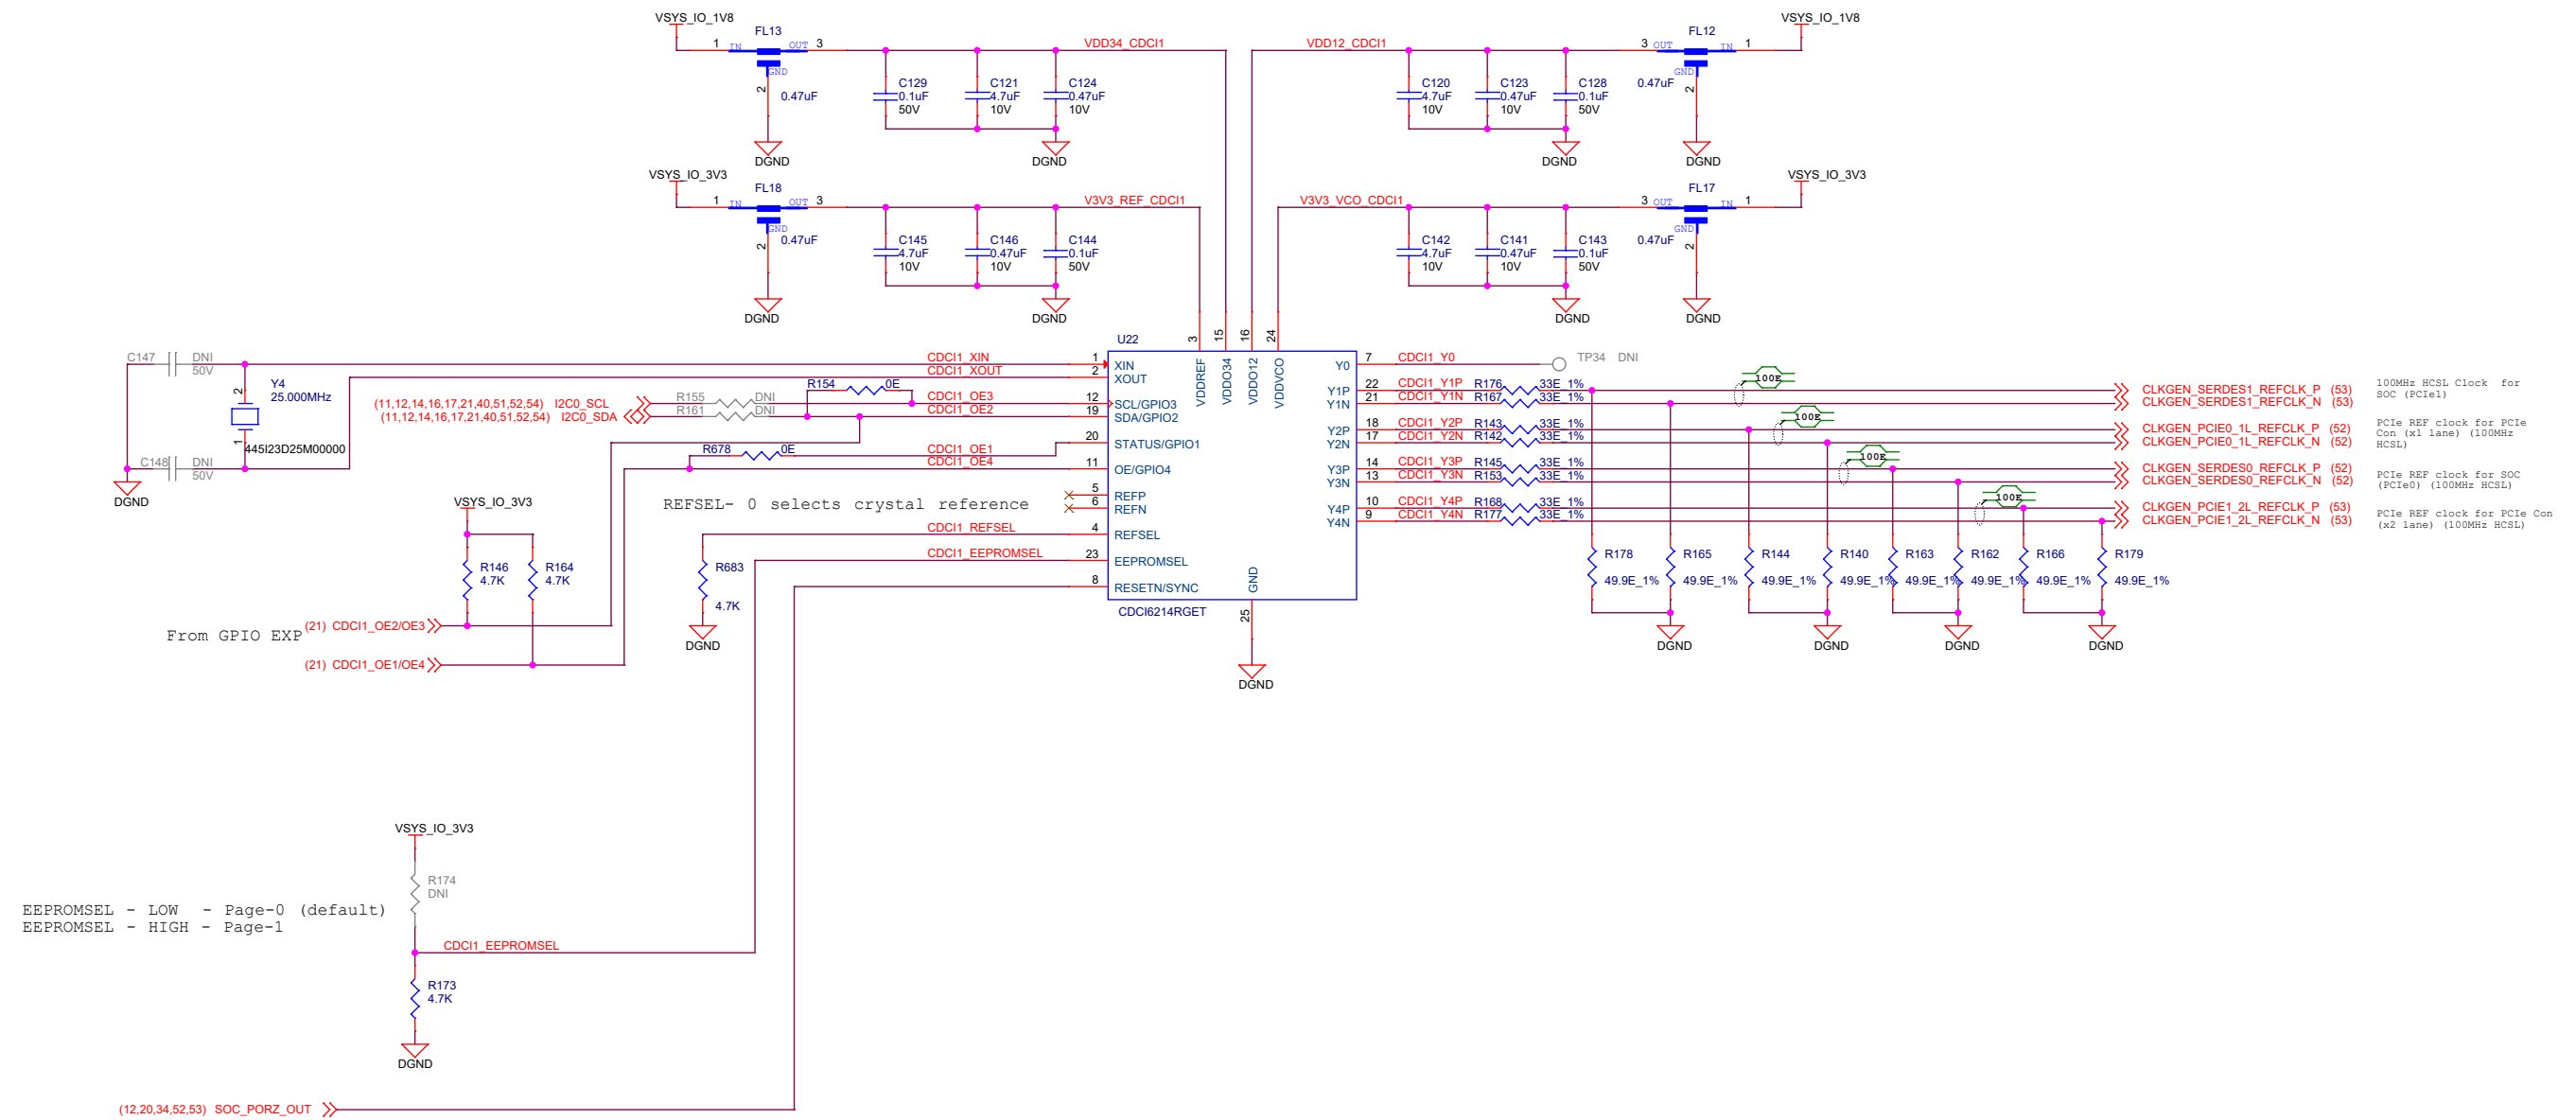 VSYS_IO_1V8
FL13
1 IN OUT 3
GND
2
0.47uF
DGND
VDD34_CDCI1
C129
0.1uF
50V
C121
4.7uF
10V
C124
0.47uF
10V
DGND
VDD12_CDCI1
C120
4.7uF
10V
C123
0.47uF
10V
C128
0.1uF
50V
DGND
VSYS_IO_1V8
FL12
3 OUT IN 1
GND
2
0.47uF
DGND
VSYS_IO_3V3
FL18
1 IN OUT 3
GND
2
0.47uF
DGND
V3V3_REF_CDCI1
C145
4.7uF
10V
C146
0.47uF
10V
C144
0.1uF
50V
DGND
V3V3_VCO_CDCI1
C142
4.7uF
10V
C141
0.47uF
10V
C143
0.1uF
50V
DGND
VSYS_IO_3V3
FL17
3 OUT IN 1
GND
2
0.47uF
DGND
C147 DNI
50V
2
Y4
25.000MHz
1
445I23D25M00000
C148 DNI
50V
DGND
CDCI1_XIN
CDCI1_XOUT
R154 0E
(11,12,14,16,17,21,40,51,52,54) I2C0_SCL R155 DNI CDCI1_OE3
(11,12,14,16,17,21,40,51,52,54) I2C0_SDA R161 DNI CDCI1_OE2
R678 0E CDCI1_OE1
CDCI1_OE4
REFSEL- 0 selects crystal reference
CDCI1_REFSEL
CDCI1_EEPROMSEL
R683
4.7K
DGND
VSYS_IO_3V3
R146
4.7K
R164
4.7K
From GPIO EXP
(21) CDCI1_OE2/OE3
(21) CDCI1_OE1/OE4
U22
3 15 16 24
VDDREF VDDO34 VDDO12 VDDVCO
1 XIN
2 XOUT
12 SCL/GPIO3
19 SDA/GPIO2
20 STATUS/GPIO1
11 OE/GPIO4
5 REFP
6 REFN
4 REFSEL
23 EEPROMSEL
8 RESETN/SYNC
GND
25
CDCI6214RGET
DGND
Y0 7 CDCI1_Y0 TP34 DNI
Y1P 22 CDCI1_Y1P R176 33E_1% 100E CLKGEN_SERDES1_REFCLK_P (53)
Y1N 21 CDCI1_Y1N R167 33E_1% CLKGEN_SERDES1_REFCLK_N (53)
100MHz HCSL Clock for
SOC (PCIe1)
Y2P 18 CDCI1_Y2P R143 33E_1% 100E CLKGEN_PCIE0_1L_REFCLK_P (52)
Y2N 17 CDCI1_Y2N R142 33E_1% CLKGEN_PCIE0_1L_REFCLK_N (52)
PCIe REF clock for PCIe
Con (x1 lane) (100MHz
HCSL)
Y3P 14 CDCI1_Y3P R145 33E_1% 100E CLKGEN_SERDES0_REFCLK_P (52)
Y3N 13 CDCI1_Y3N R153 33E_1% CLKGEN_SERDES0_REFCLK_N (52)
PCIe REF clock for SOC
(PCIe0) (100MHz HCSL)
Y4P 10 CDCI1_Y4P R168 33E_1% 100E CLKGEN_PCIE1_2L_REFCLK_P (53)
Y4N 9 CDCI1_Y4N R177 33E_1% CLKGEN_PCIE1_2L_REFCLK_N (53)
PCIe REF clock for PCIe Con
(x2 lane) (100MHz HCSL)
R178 R165 R144 R140 R163 R162 R166 R179
49.9E_1% 49.9E_1% 49.9E_1% 49.9E_1% 49.9E_1% 49.9E_1% 49.9E_1% 49.9E_1%
DGND DGND DGND DGND
VSYS_IO_3V3
R174
DNI
EEPROMSEL - LOW - Page-0 (default)
EEPROMSEL - HIGH - Page-1
CDCI1_EEPROMSEL
R173
4.7K
DGND
(12,20,34,52,53) SOC_PORZ_OUT